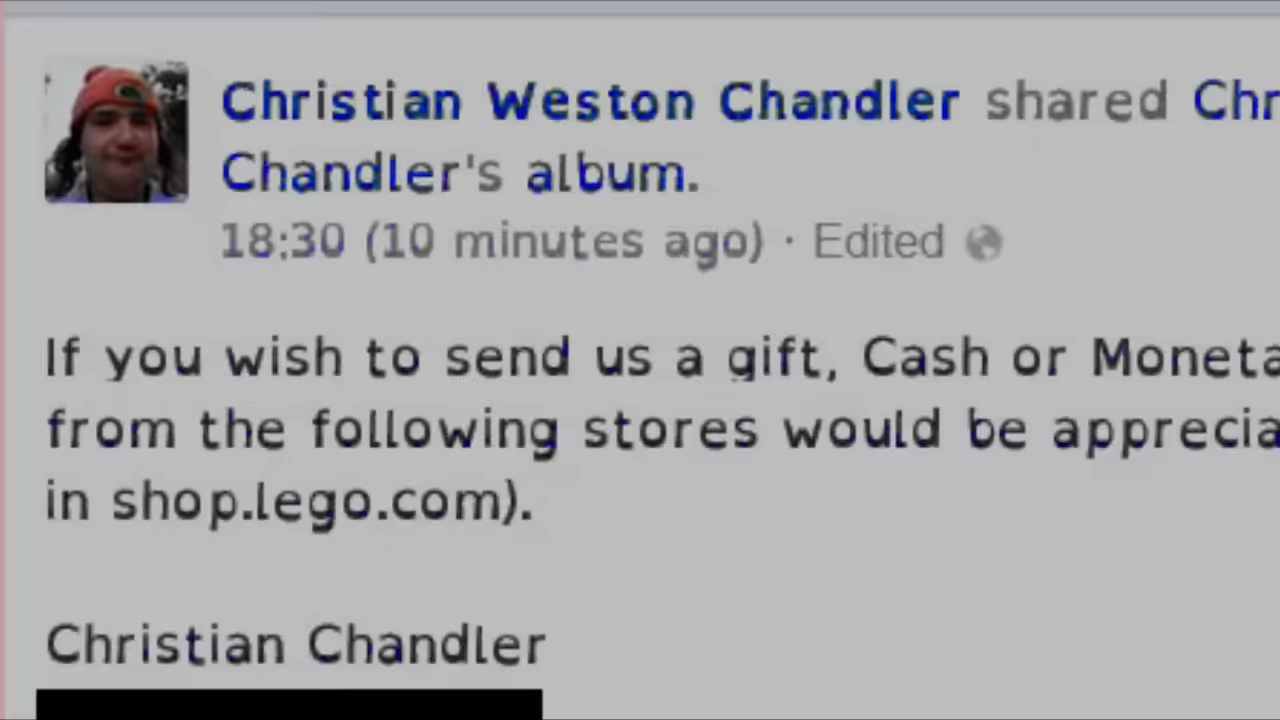 Christian Weston Chandler shared Chr
Chandler's album.
18:30 (10 minutes ago) · Edited
If you wish to send us a gift, Cash or Moneta
from the following stores would be apprecia
in shop.lego.com).
Christian Chandler